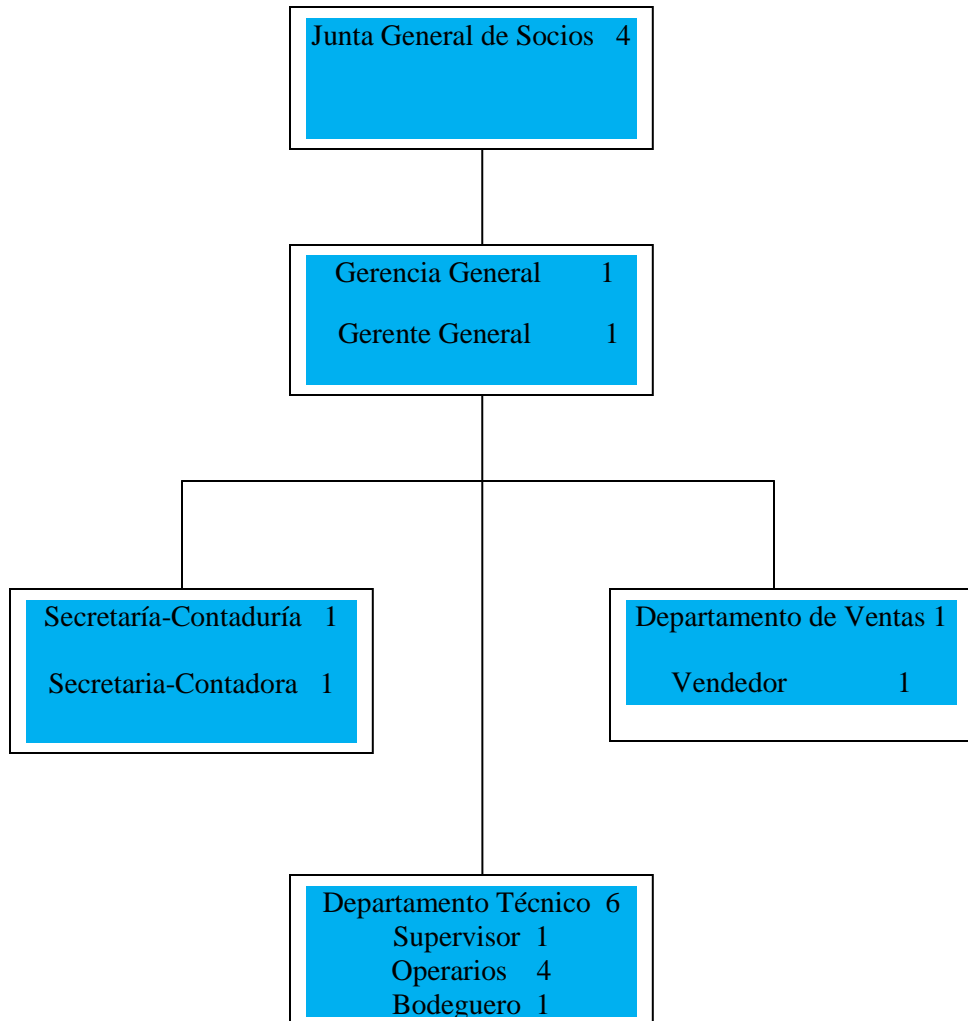 Junta General de Socios 4
Gerencia General 1
Gerente General 1
Secretaría-Contaduría 1
Secretaria-Contadora 1
Departamento de Ventas 1
Vendedor 1
Departamento Técnico 6
Supervisor 1
Operarios 4
Bodeguero 1